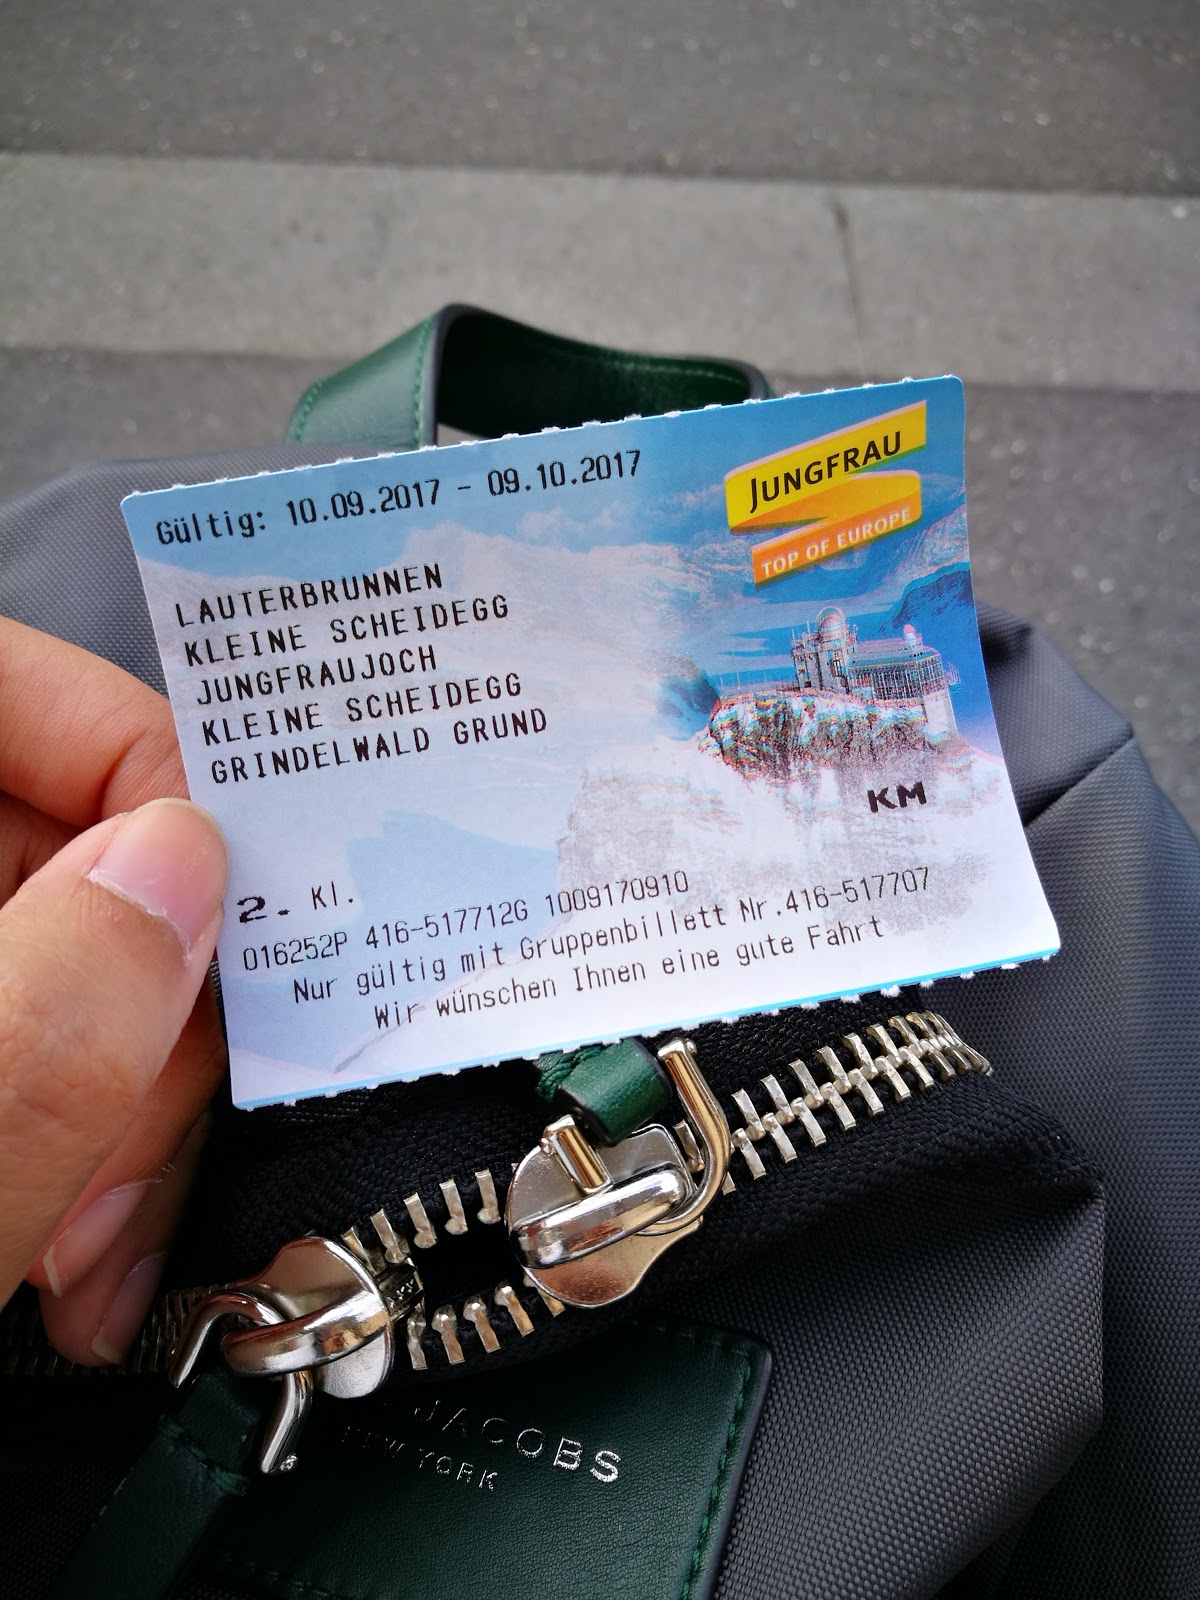 Gültig: 10.09.2017 - 09.10.2017
JUNGFRAU
TOP OF EUROPE
LAUTERBRUNNEN
KLEINE SCHEIDEGG
JUNGFRAUJOCH
KLEINE SCHEIDEGG
GRINDELWALD GRUND
KM
2. Kl.
016252P 416-517712G 1009170910
Nur gültig mit Gruppenbillett Nr.416-517707
Wir wünschen Ihnen eine gute Fahrt
JACOBS
NEW YORK